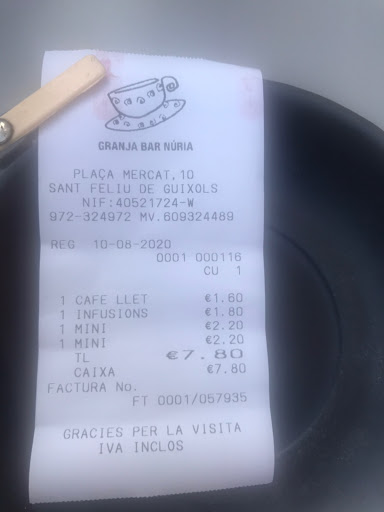 GRANJA BAR NÚRIA
PLAÇA MERCAT,10
SANT FELIU DE GUIXOLS
NIF:40521724-W
972-324972 MV.609324489
REG 10-08-2020
0001 000116
CU 1
1 CAFE LLET €1.60
1 INFUSIONS €1.80
1 MINI €2.20
1 MINI €2.20
TL €7.80
CAIXA €7.80
FACTURA No.
FT 0001/057935
GRACIES PER LA VISITA
IVA INCLOS